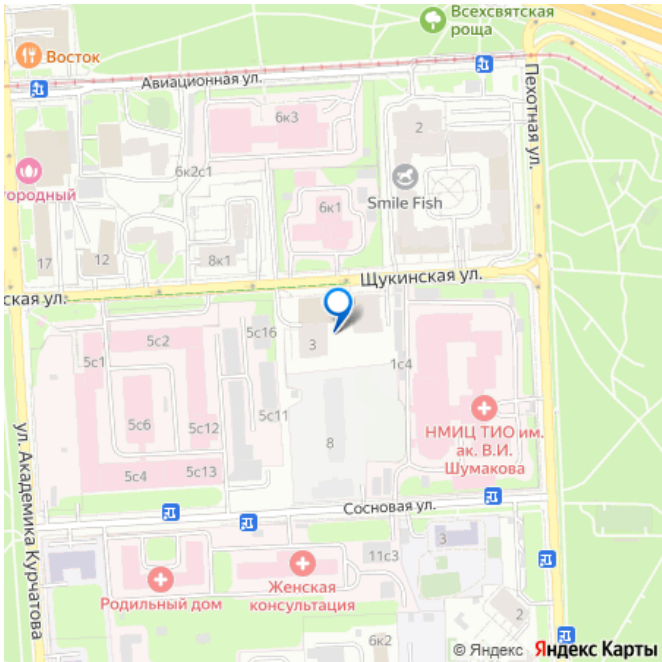 Всехсвятская
роща
Восток
Авиационная ул.
Пехотная ул.
6к3
2
6к2с1
Smile Fish
городный
6к1
12
17
8к1
Щукинская ул.
ская ул.
5с16
5с2
5с1
3
1с4
5с6
5с11
5с12
НМИЦ ТИО им.
ак. В.И.
Шумакова
8
5с13
5с4
ул. Академика Курчатова
Сосновая ул.
3
11с3
Женская
консультация
Родильный дом
2
6к2
© Яндекс Яндекс Карты